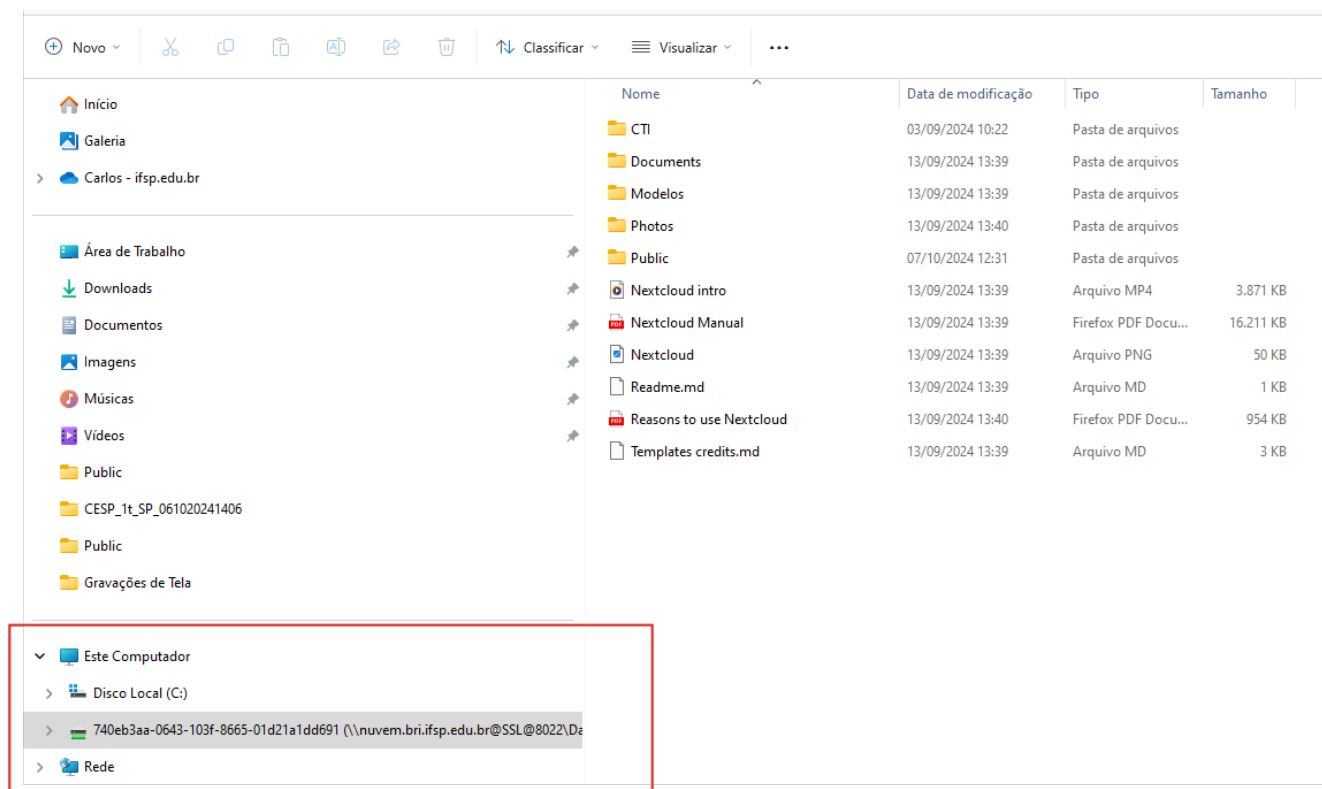 Novo Classificar Visualizar ...
Início
Galeria
Carlos - ifsp.edu.br
Área de Trabalho
Downloads
Documentos
Imagens
Músicas
Vídeos
Public
CESP_1t_SP_061020241406
Public
Gravações de Tela
Este Computador
Disco Local (C:)
740eb3aa-0643-103f-8665-01d21a1dd691 (\\nuvem.bri.ifsp.edu.br@SSL@8022\Da
Rede
Nome Data de modificação Tipo Tamanho
CTI 03/09/2024 10:22 Pasta de arquivos
Documents 13/09/2024 13:39 Pasta de arquivos
Modelos 13/09/2024 13:39 Pasta de arquivos
Photos 13/09/2024 13:40 Pasta de arquivos
Public 07/10/2024 12:31 Pasta de arquivos
Nextcloud intro 13/09/2024 13:39 Arquivo MP4 3.871 KB
PDF Nextcloud Manual 13/09/2024 13:39 Firefox PDF Docu... 16.211 KB
Nextcloud 13/09/2024 13:39 Arquivo PNG 50 KB
Readme.md 13/09/2024 13:39 Arquivo MD 1 KB
PDF Reasons to use Nextcloud 13/09/2024 13:40 Firefox PDF Docu... 954 KB
Templates credits.md 13/09/2024 13:39 Arquivo MD 3 KB